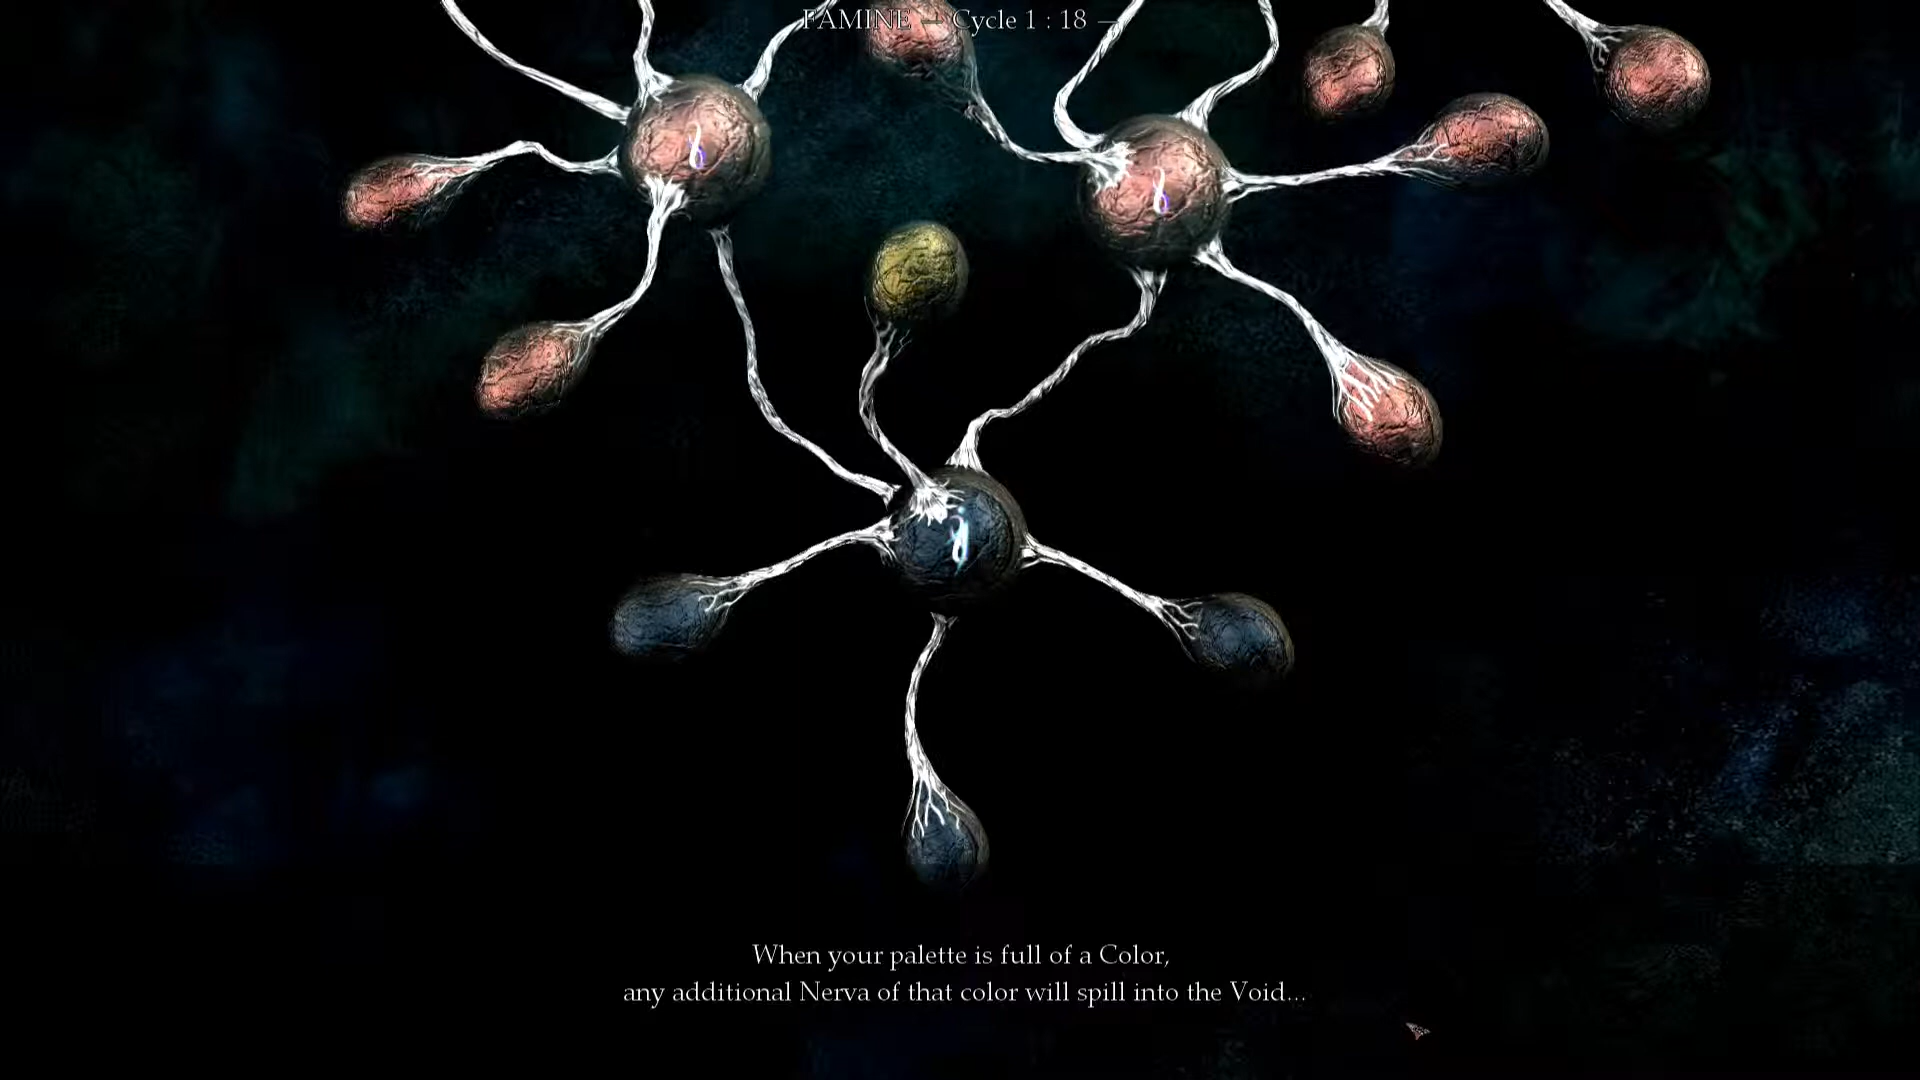 FAMINE — Cycle 1 : 18 —
When your palette is full of a Color,
any additional Nerva of that color will spill into the Void...